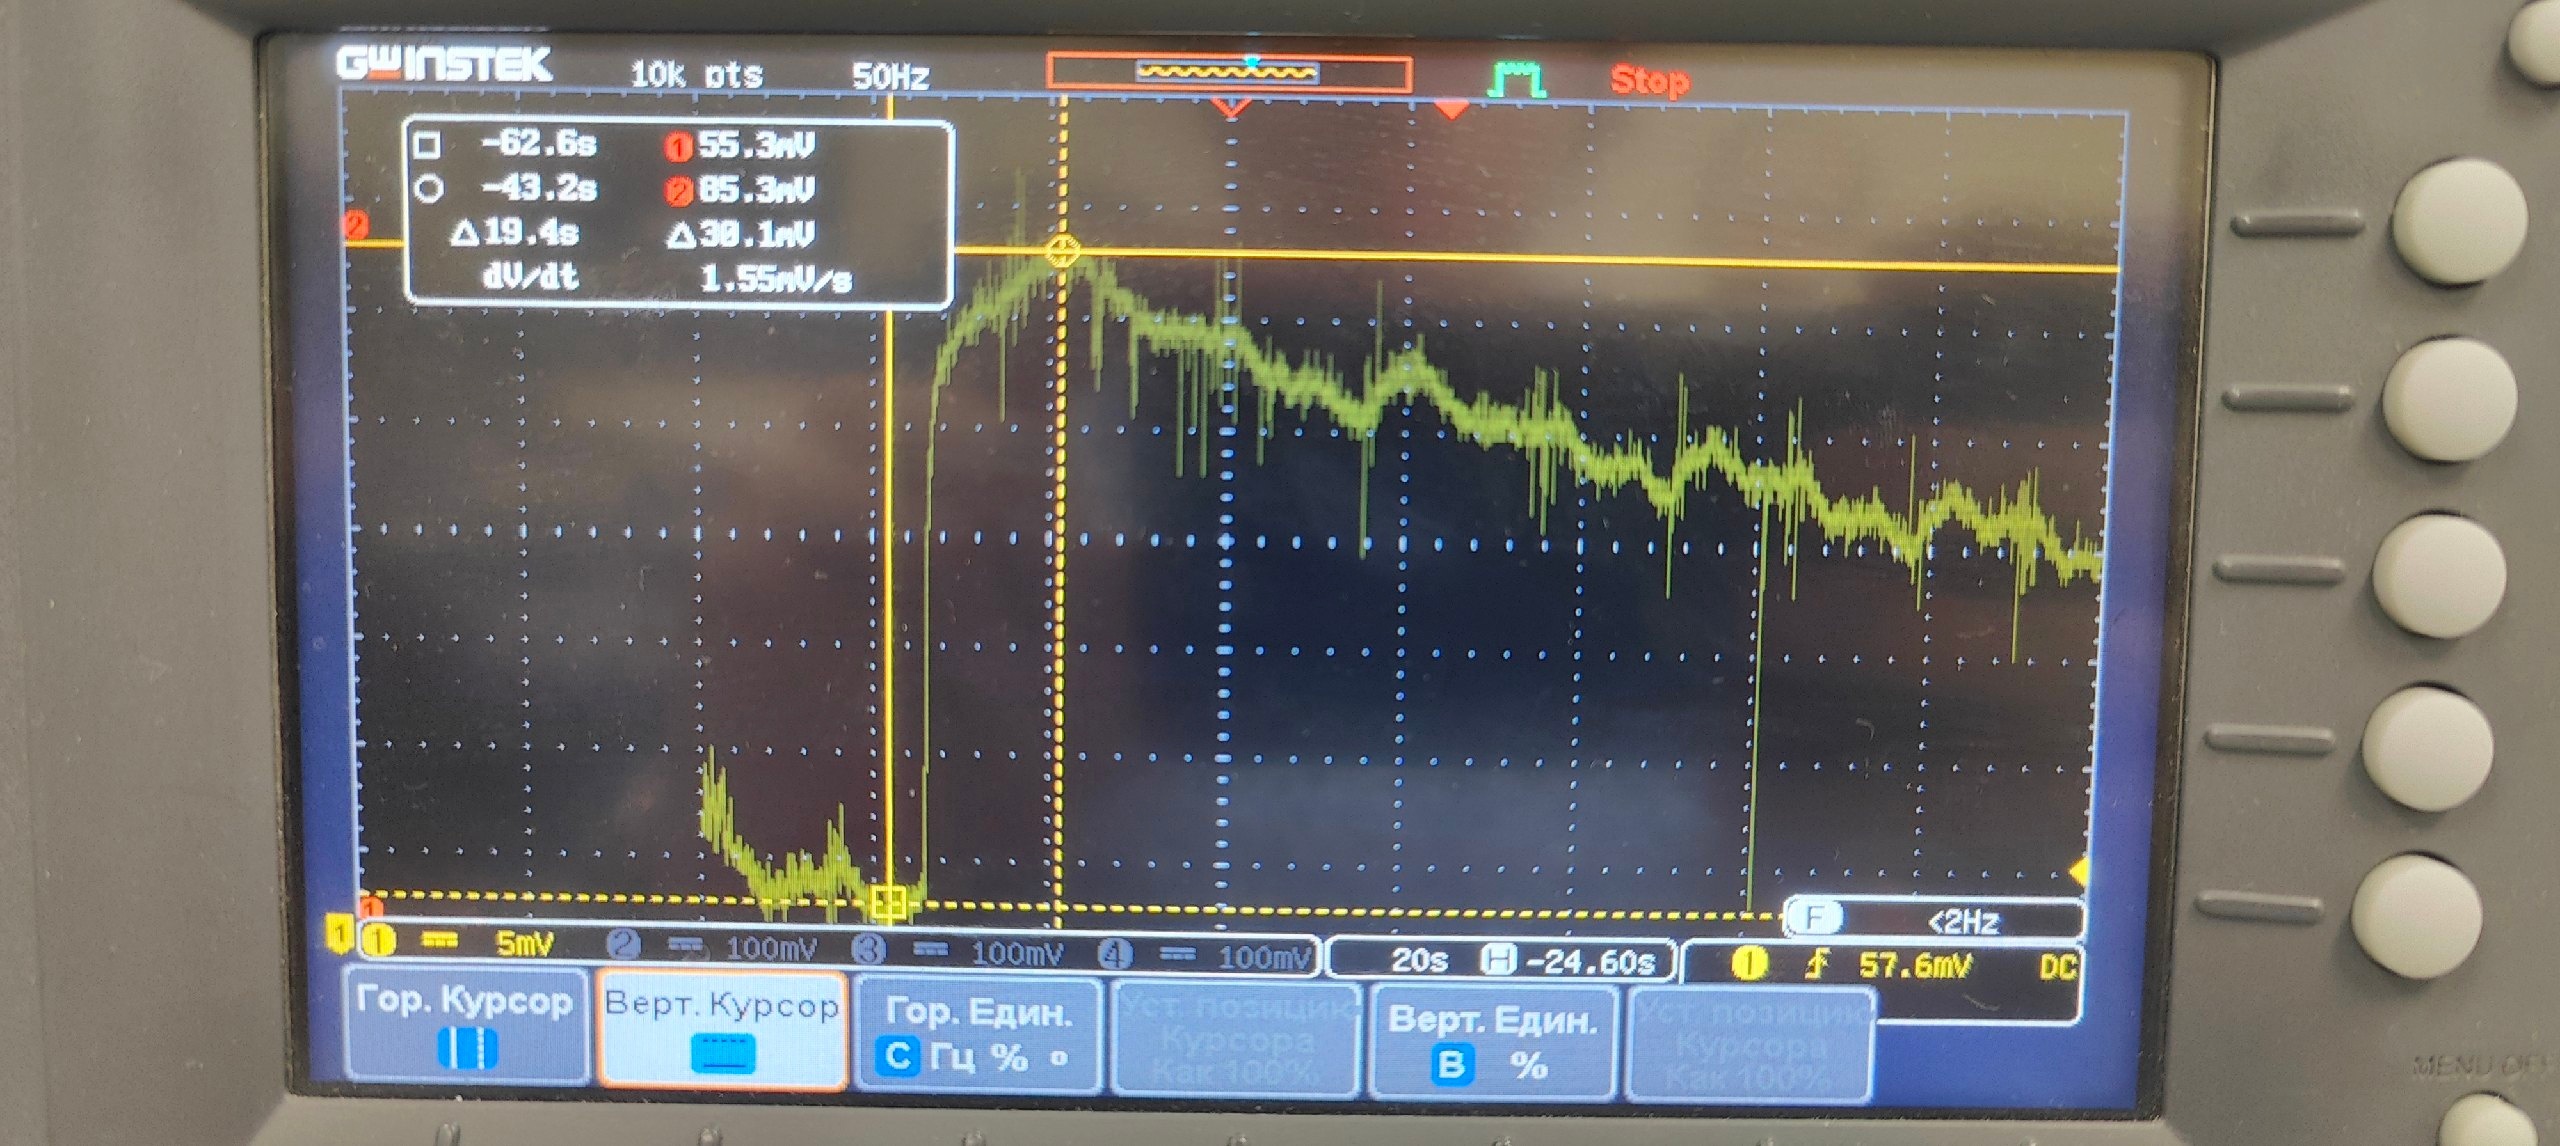 GWINSTEK 10k pts 50Hz Stop
-62.6s 1 55.3mV
-43.2s 2 85.3mV
Δ19.4s Δ30.1mV
dV/dt 1.55mV/s
2
1
F <2Hz
1 1 5mV 2 100mV 3 100mV 4 100mV 20s H -24.60s 1 57.6mV DC
Гор. Курсор Верт. Курсор Гор. Един. Уст. позицию Верт. Един. Уст. позицию
С Гц % ° Курсора В % Курсора
Как 100% Как 100%